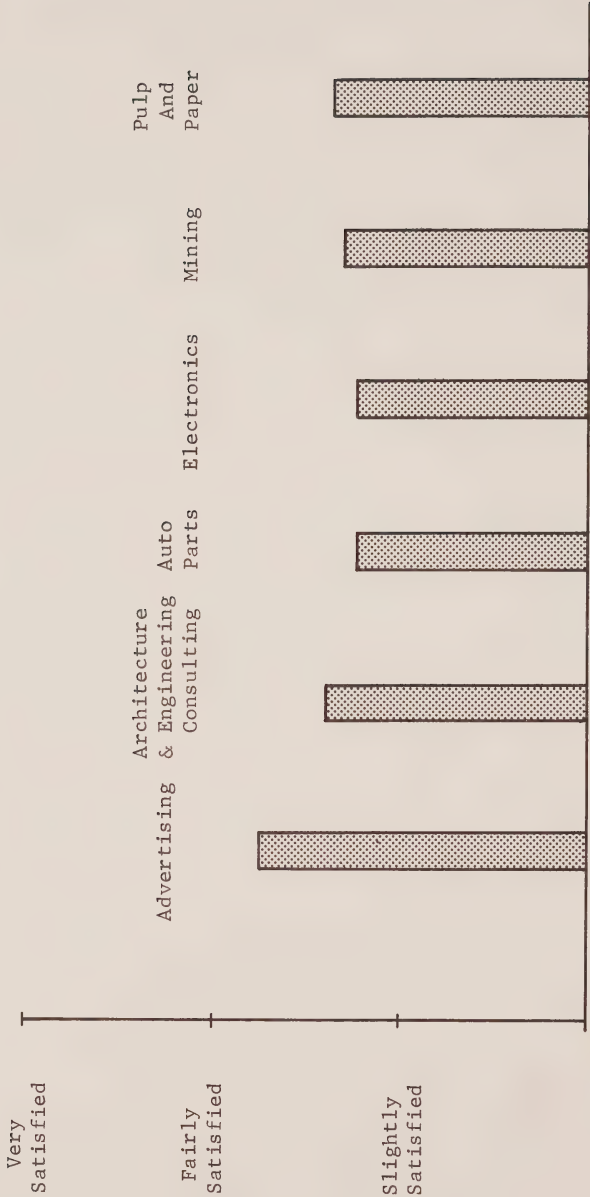 Very
Satisfied
Fairly
Satisfied
Slightly
Satisfied
Advertising
Architecture
& Engineering
Consulting
Auto
Parts
Electronics
Mining
Pulp
And
Paper